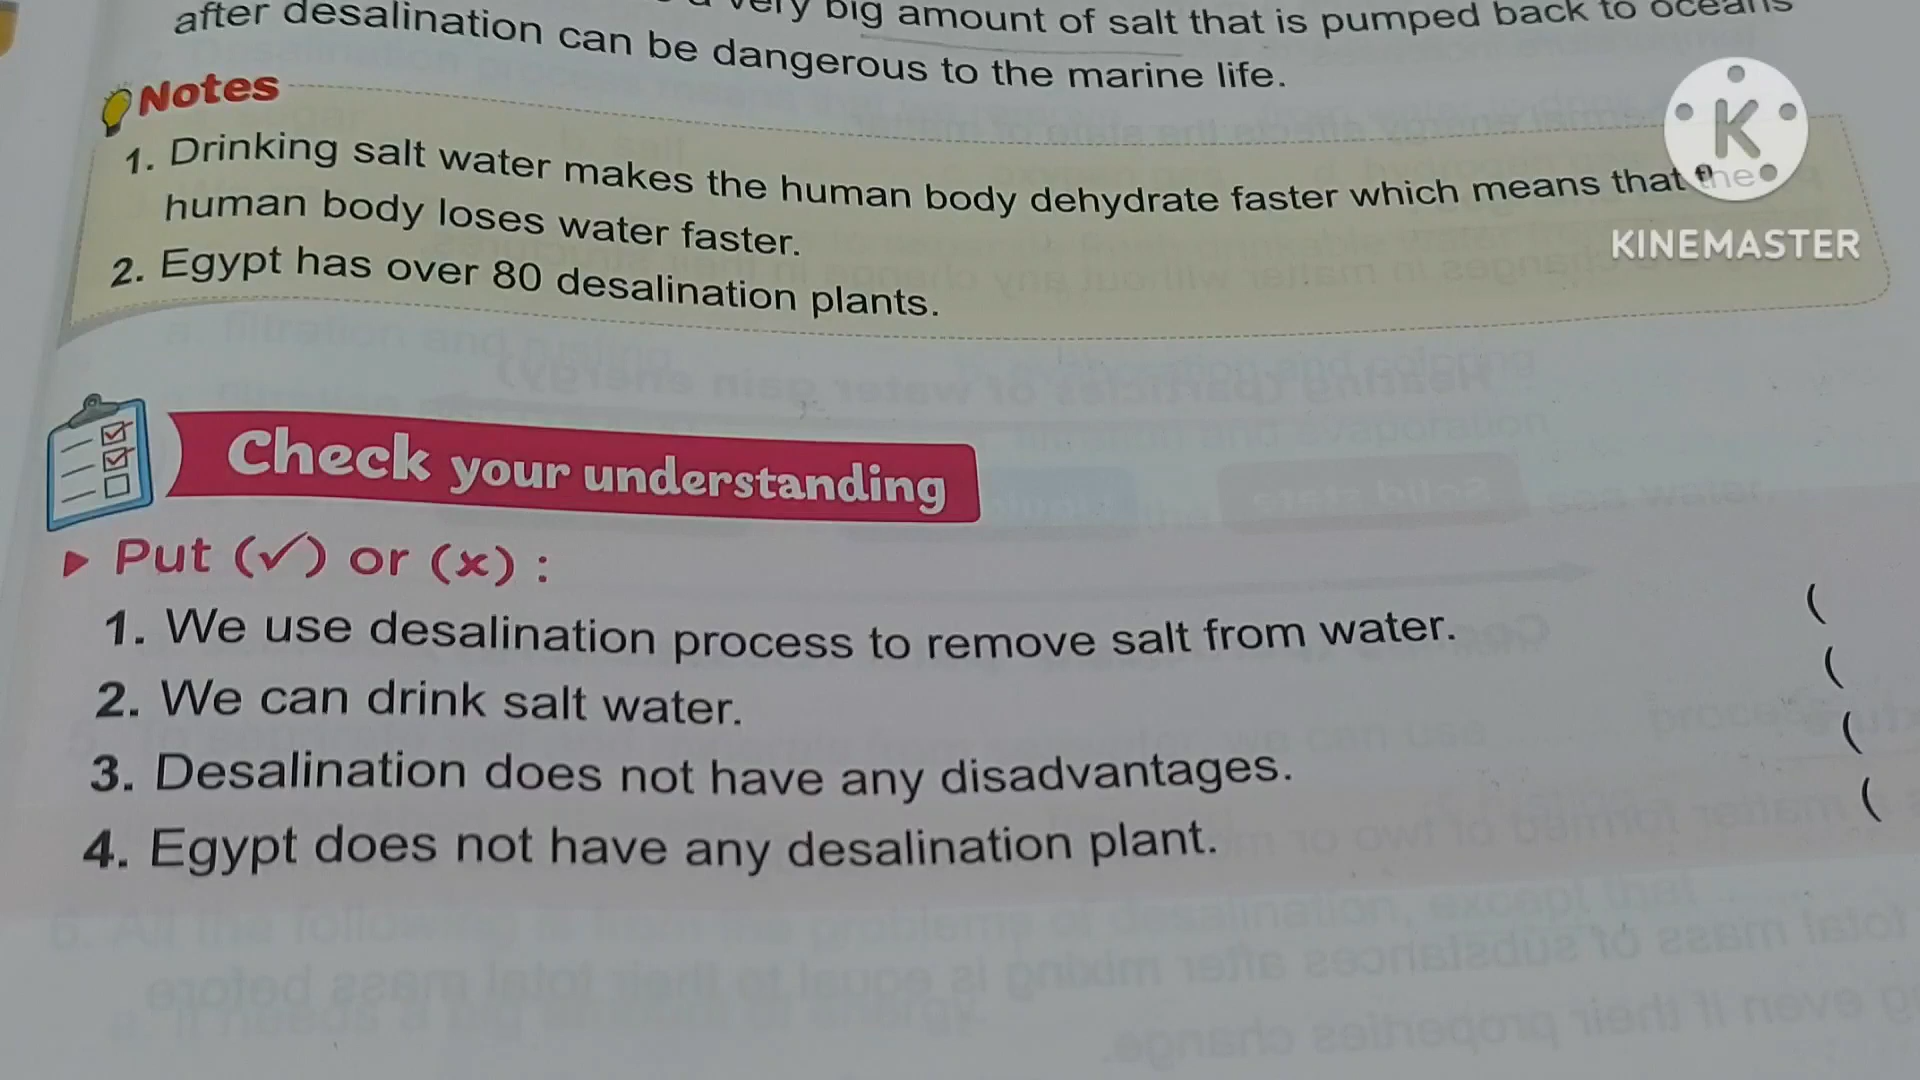 very big amount of salt that is pumped back to oceans
after desalination can be dangerous to the marine life.
Notes
1. Drinking salt water makes the human body dehydrate faster which means that the
human body loses water faster.
2. Egypt has over 80 desalination plants.
K
KINEMASTER
Check your understanding
Put (✓) or (x) :
1. We use desalination process to remove salt from water. (
2. We can drink salt water. (
3. Desalination does not have any disadvantages. (
4. Egypt does not have any desalination plant. (